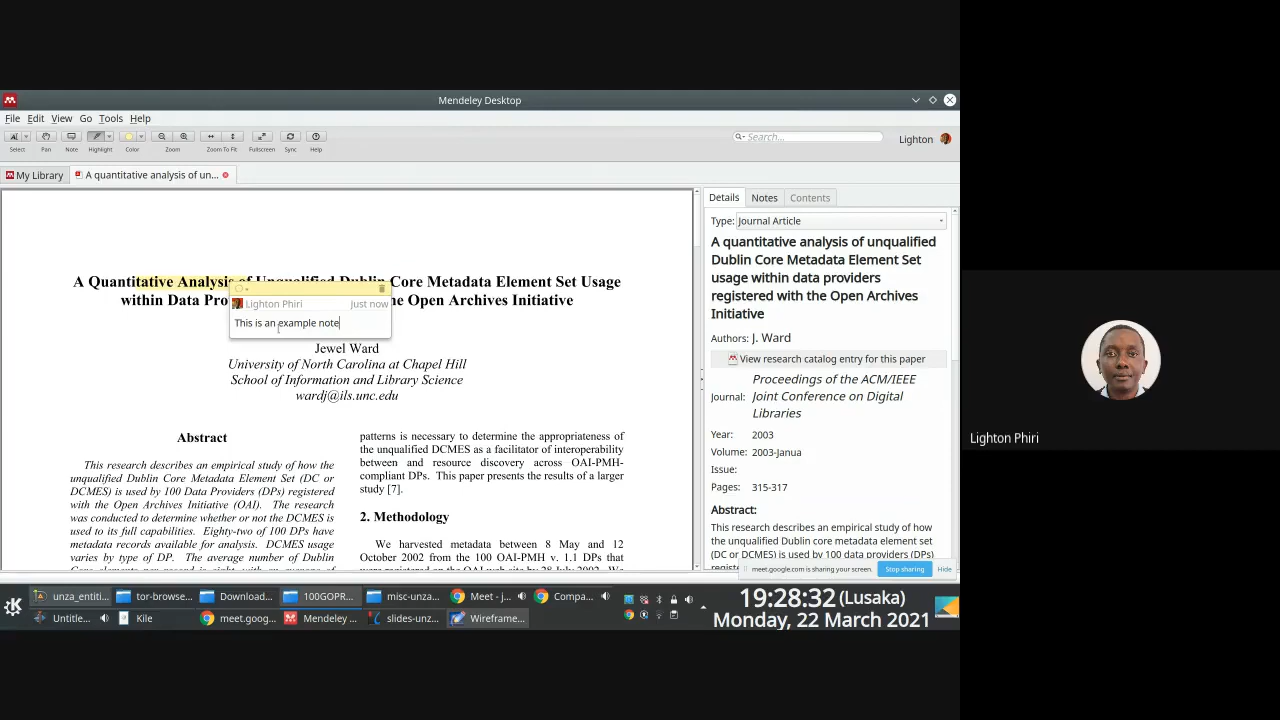 Mendeley Desktop
File Edit View Go Tools Help
Select Pan Note Highlight Color Zoom Zoom To Fit Fullscreen Sync Help
Search...
Lighton
My Library
A quantitative analysis of un...
A Quantitative Analysis of Unqualified Dublin Core Metadata Element Set Usage
within Data Pro
he Open Archives Initiative
Lighton Phiri Just now
This is an example note
Jewel Ward
University of North Carolina at Chapel Hill
School of Information and Library Science
wardj@ils.unc.edu
Abstract
This research describes an empirical study of how the
unqualified Dublin Core Metadata Element Set (DC or
DCMES) is used by 100 Data Providers (DPs) registered
with the Open Archives Initiative (OAI). The research
was conducted to determine whether or not the DCMES is
used to its full capabilities. Eighty-two of 100 DPs have
metadata records available for analysis. DCMES usage
varies by type of DP. The average number of Dublin
patterns is necessary to determine the appropriateness of
the unqualified DCMES as a facilitator of interoperability
between and resource discovery across OAI-PMH-
compliant DPs. This paper presents the results of a larger
study [7].
2. Methodology
We harvested metadata between 8 May and 12
October 2002 from the 100 OAI-PMH v. 1.1 DPs that
Details Notes Contents
Type: Journal Article
A quantitative analysis of unqualified
Dublin Core Metadata Element Set
usage within data providers
registered with the Open Archives
Initiative
Authors: J. Ward
View research catalog entry for this paper
Journal: Proceedings of the ACM/IEEE
Joint Conference on Digital
Libraries
Year: 2003
Volume: 2003-Janua
Issue:
Pages: 315-317
Abstract:
This research describes an empirical study of how
the unqualified Dublin core metadata element set
(DC or DCMES) is used by 100 data providers (DPs)
meet.google.com is sharing your screen. Stop sharing Hide
unza_entiti... tor-browse... Download... 100GOPR... misc-unza... Meet - j... Compa...
Untitle... Kile meet.goog... Mendeley ... slides-unz... Wireframe...
19:28:32 (Lusaka)
Monday, 22 March 2021
Lighton Phiri